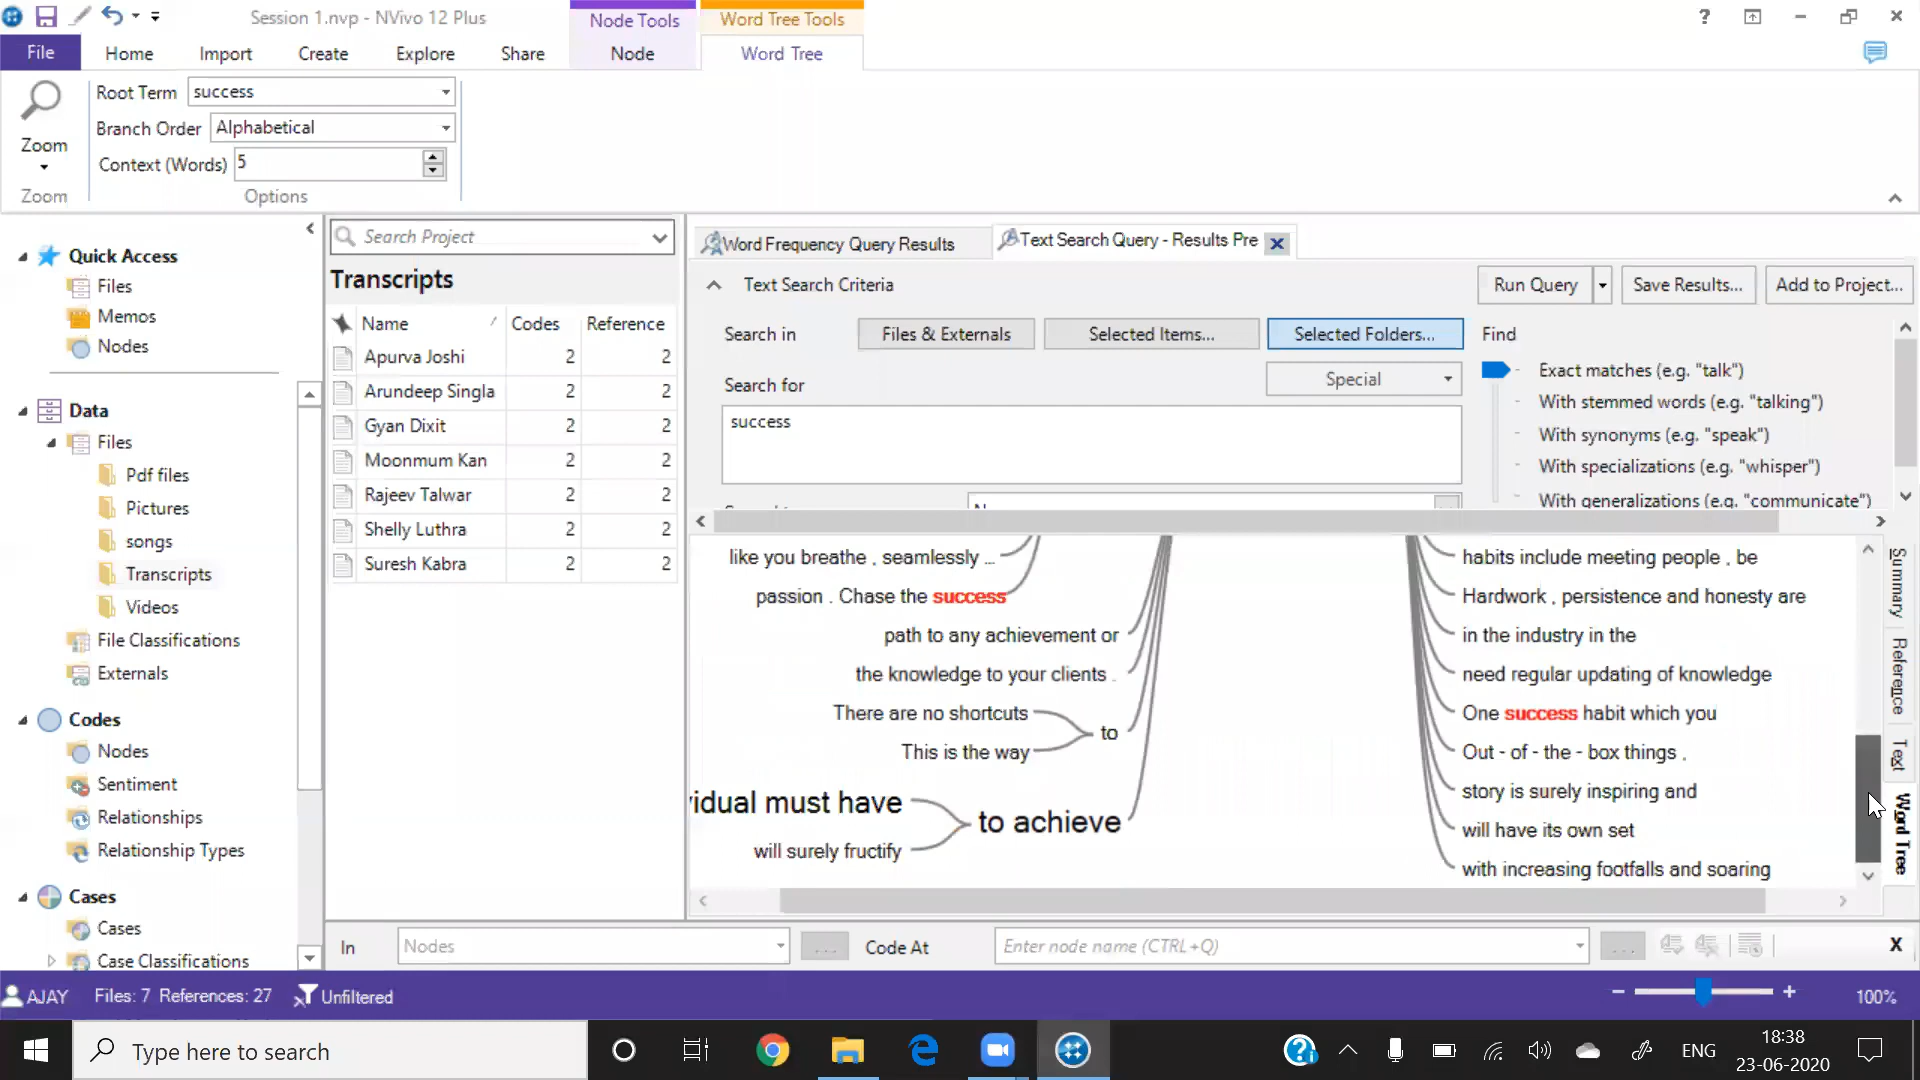 Session 1.nvp - NVivo 12 Plus
Node Tools
Word Tree Tools
?
File
Home
Import
Create
Explore
Share
Node
Word Tree
Zoom
Zoom
Root Term
success
Branch Order
Alphabetical
Context (Words)
5
Options
Quick Access
Files
Memos
Nodes
Data
Files
Pdf files
Pictures
songs
Transcripts
Videos
File Classifications
Externals
Codes
Nodes
Sentiment
Relationships
Relationship Types
Cases
Cases
Case Classifications
Search Project
Transcripts
Name Codes Reference
Apurva Joshi 2 2
Arundeep Singla 2 2
Gyan Dixit 2 2
Moonmum Kan 2 2
Rajeev Talwar 2 2
Shelly Luthra 2 2
Suresh Kabra 2 2
Word Frequency Query Results
Text Search Query - Results Pre
Text Search Criteria
Run Query
Save Results...
Add to Project...
Search in
Files & Externals
Selected Items...
Selected Folders...
Find
Search for
Special
success
Exact matches (e.g. "talk")
With stemmed words (e.g. "talking")
With synonyms (e.g. "speak")
With specializations (e.g. "whisper")
With generalizations (e.g. "communicate")
like you breathe , seamlessly ...
passion . Chase the success
path to any achievement or
the knowledge to your clients .
There are no shortcuts
This is the way
to
vidual must have
will surely fructify
to achieve
habits include meeting people , be
Hardwork , persistence and honesty are
in the industry in the
need regular updating of knowledge
One success habit which you
Out - of - the - box things .
story is surely inspiring and
will have its own set
with increasing footfalls and soaring
Summary
Reference
Text
Word Tree
In
Nodes
...
Code At
Enter node name (CTRL+Q)
...
X
AJAY
Files: 7 References: 27
Unfiltered
100%
Type here to search
ENG
18:38
23-06-2020